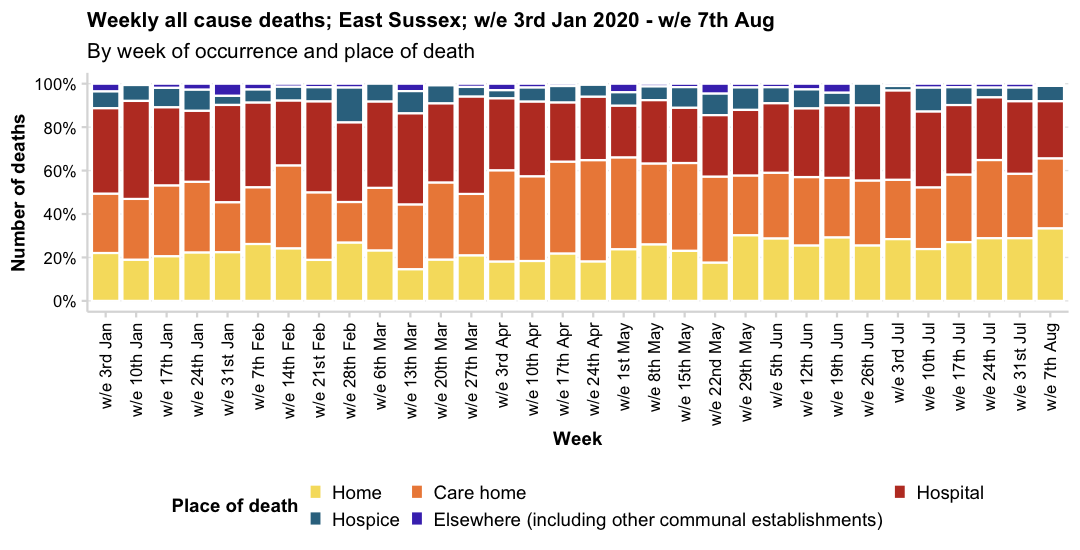 Weekly all cause deaths; East Sussex; w/e 3rd Jan 2020 - w/e 7th Aug
By week of occurrence and place of death
Number of deaths
100%
80%
60%
40%
20%
0%
w/e 3rd Jan
w/e 10th Jan
w/e 17th Jan
w/e 24th Jan
w/e 31st Jan
w/e 7th Feb
w/e 14th Feb
w/e 21st Feb
w/e 28th Feb
w/e 6th Mar
w/e 13th Mar
w/e 20th Mar
w/e 27th Mar
w/e 3rd Apr
w/e 10th Apr
w/e 17th Apr
w/e 24th Apr
w/e 1st May
w/e 8th May
w/e 15th May
w/e 22nd May
w/e 29th May
w/e 5th Jun
w/e 12th Jun
w/e 19th Jun
w/e 26th Jun
w/e 3rd Jul
w/e 10th Jul
w/e 17th Jul
w/e 24th Jul
w/e 31st Jul
w/e 7th Aug
Week
Place of death
Home
Care home
Hospital
Hospice
Elsewhere (including other communal establishments)